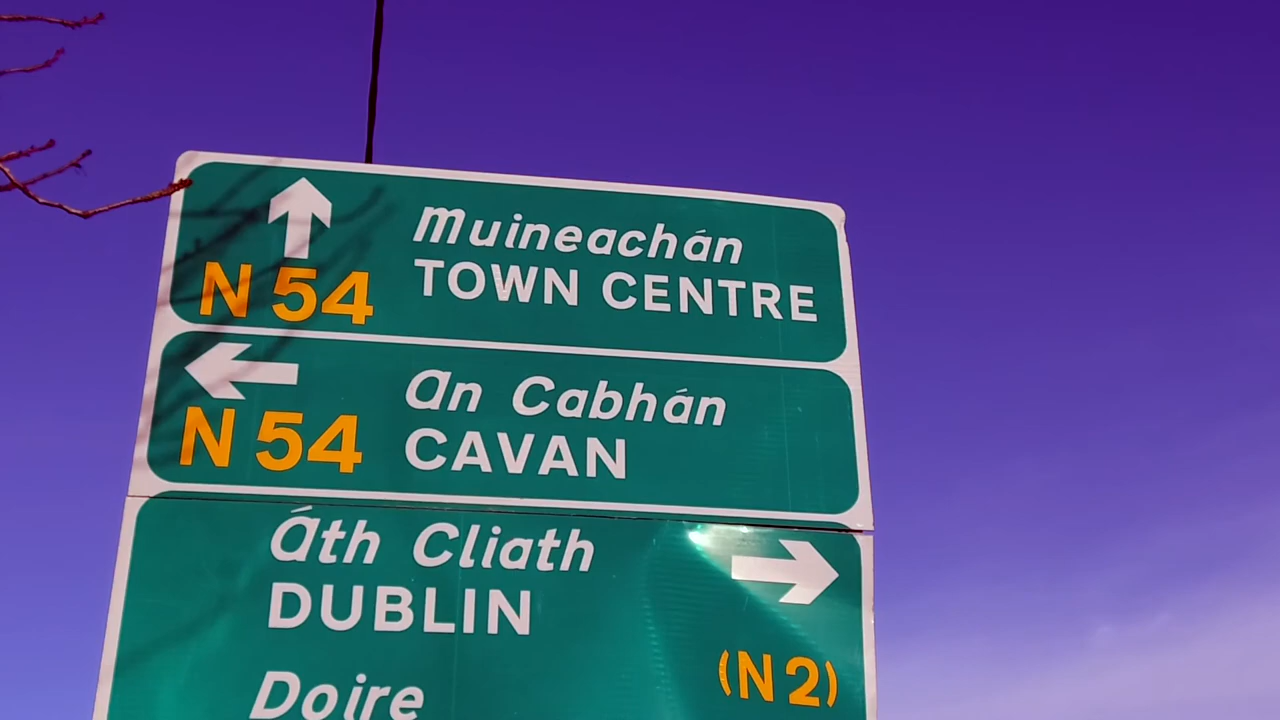 Muineachán
N 54 TOWN CENTRE
An Cabhán
N 54 CAVAN
Áth Cliath
DUBLIN
(N 2)
Doire